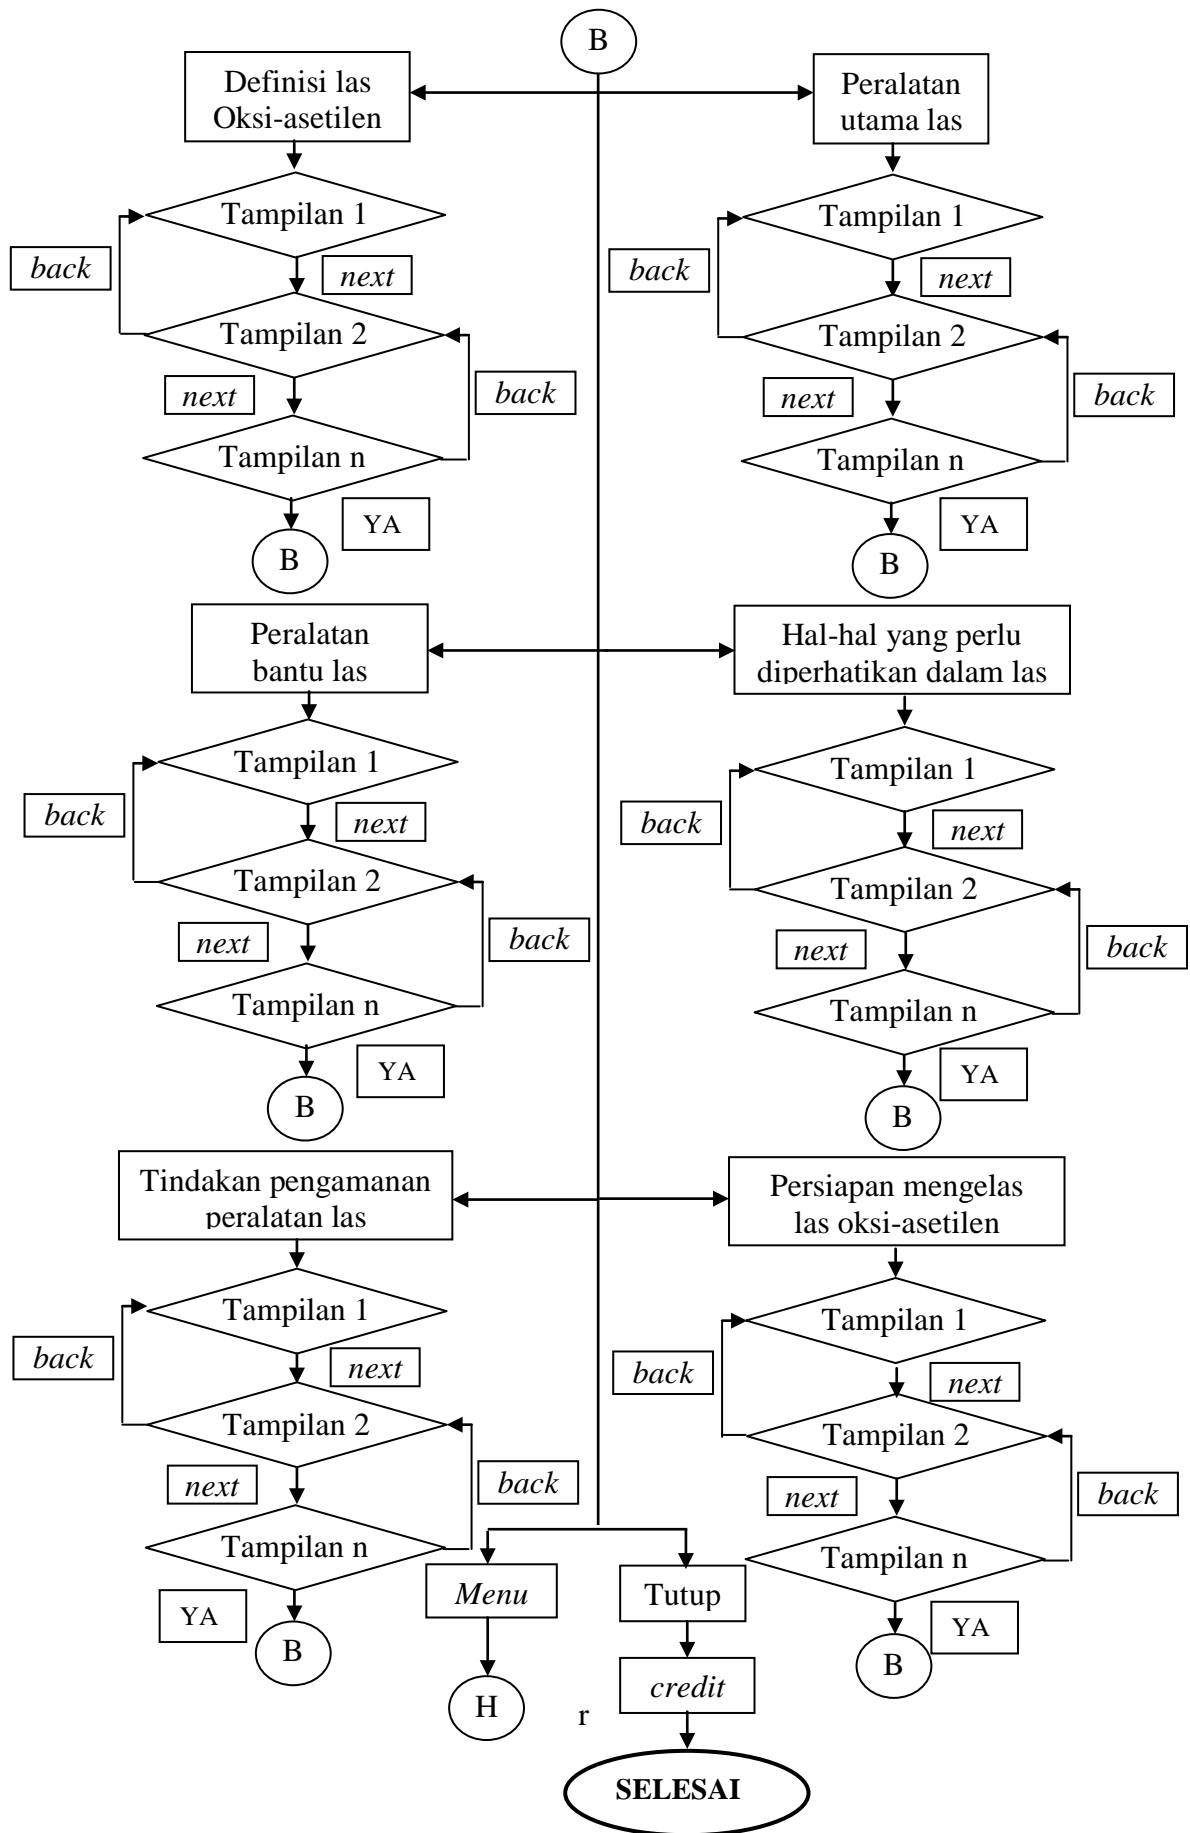 B
Definisi las
Oksi-asetilen
Tampilan 1
back
next
Tampilan 2
next
back
Tampilan n
YA
B
Peralatan
utama las
Tampilan 1
back
next
Tampilan 2
next
back
Tampilan n
YA
B
Peralatan
bantu las
Tampilan 1
back
next
Tampilan 2
next
back
Tampilan n
YA
B
Hal-hal yang perlu
diperhatikan dalam las
Tampilan 1
back
next
Tampilan 2
next
back
Tampilan n
YA
B
Tindakan pengamanan
peralatan las
Tampilan 1
back
next
Tampilan 2
next
back
Tampilan n
YA
B
Persiapan mengelas
las oksi-asetilen
Tampilan 1
back
next
Tampilan 2
next
back
Tampilan n
YA
B
Menu
H
Tutup
credit
r
SELESAI